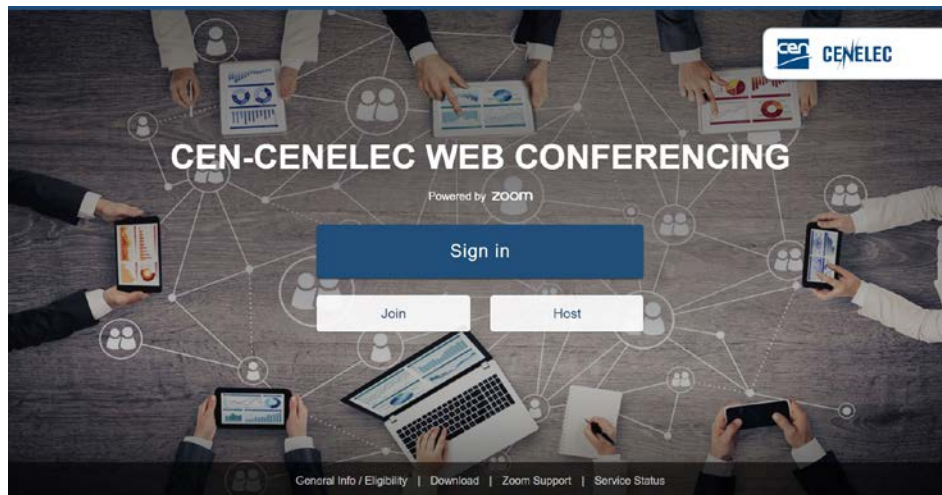 cen CENELEC
CEN-CENELEC WEB CONFERENCING
Powered by zoom
Sign in
Join Host
General Info / Eligibility | Download | Zoom Support | Service Status